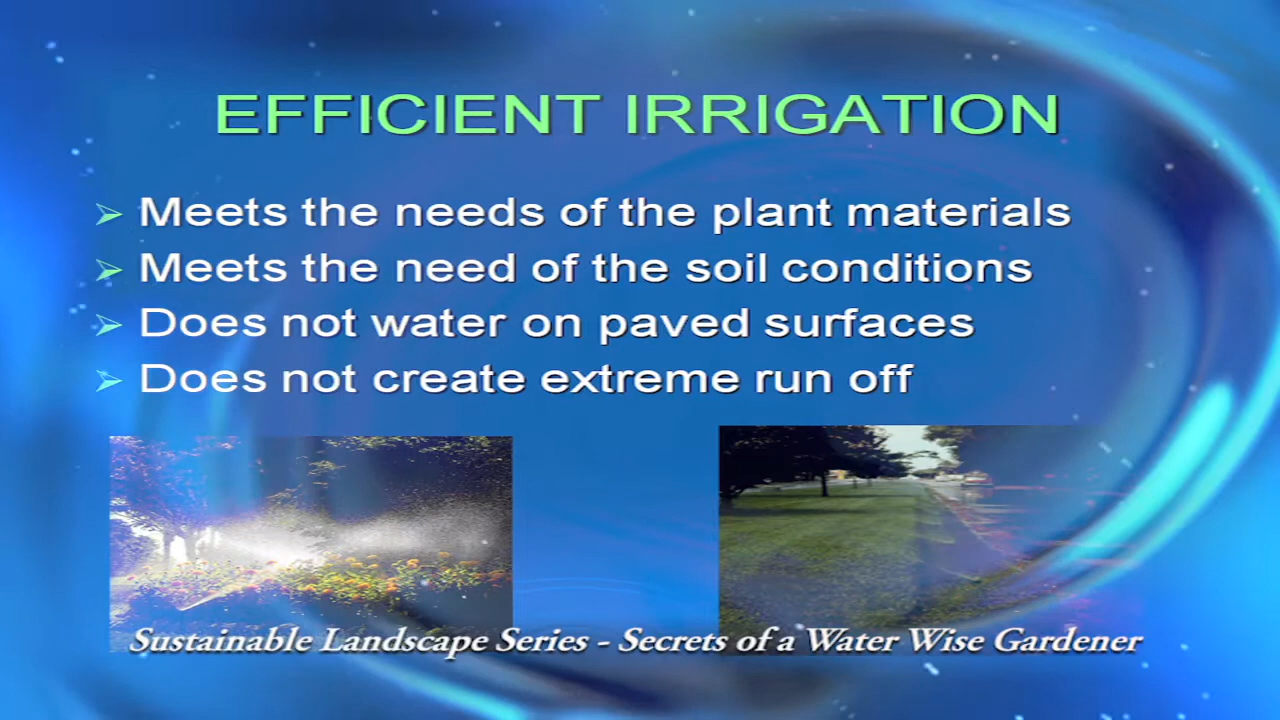 EFFICIENT IRRIGATION
➢ Meets the needs of the plant materials
➢ Meets the need of the soil conditions
➢ Does not water on paved surfaces
➢ Does not create extreme run off
Sustainable Landscape Series - Secrets of a Water Wise Gardener